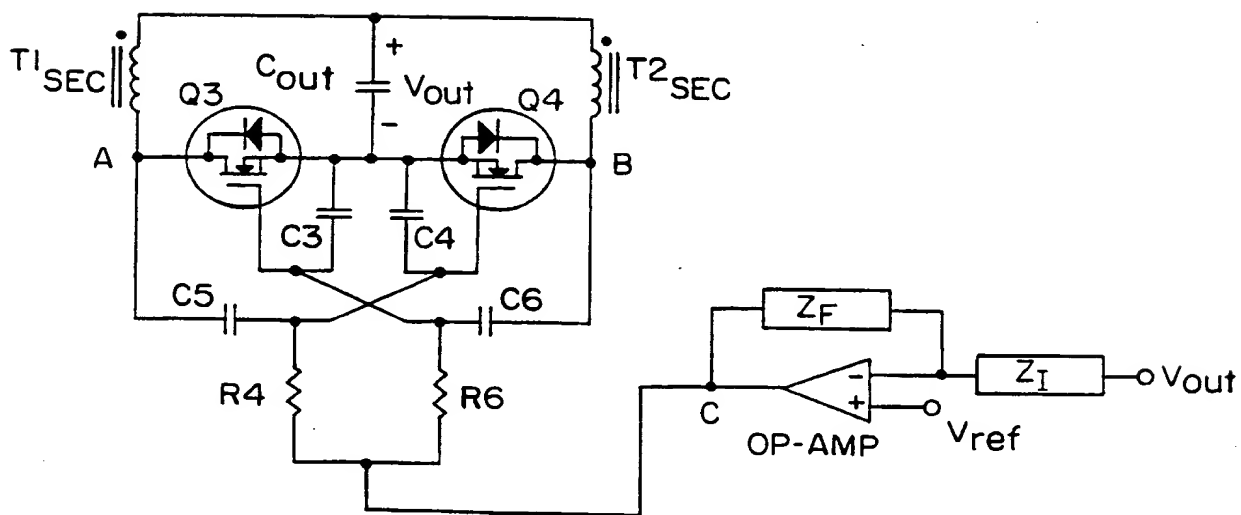 T1SEC
Cout
+
Vout
-
T2SEC
Q3
Q4
A
B
C3
C4
C5
C6
R4
R6
ZF
ZI
-
+
Vout
C
OP-AMP
Vref